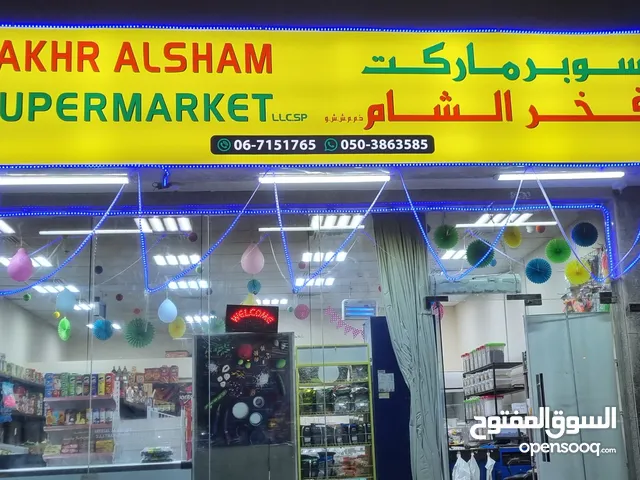 AKHR ALSHAM
سوبرماركت
UPERMARKET LLCSP
فخر الشام ذ.م.م.ش.ش.و
06-7151765 050-3863585
WELCOME
السوق المفتوح
opensooq.com